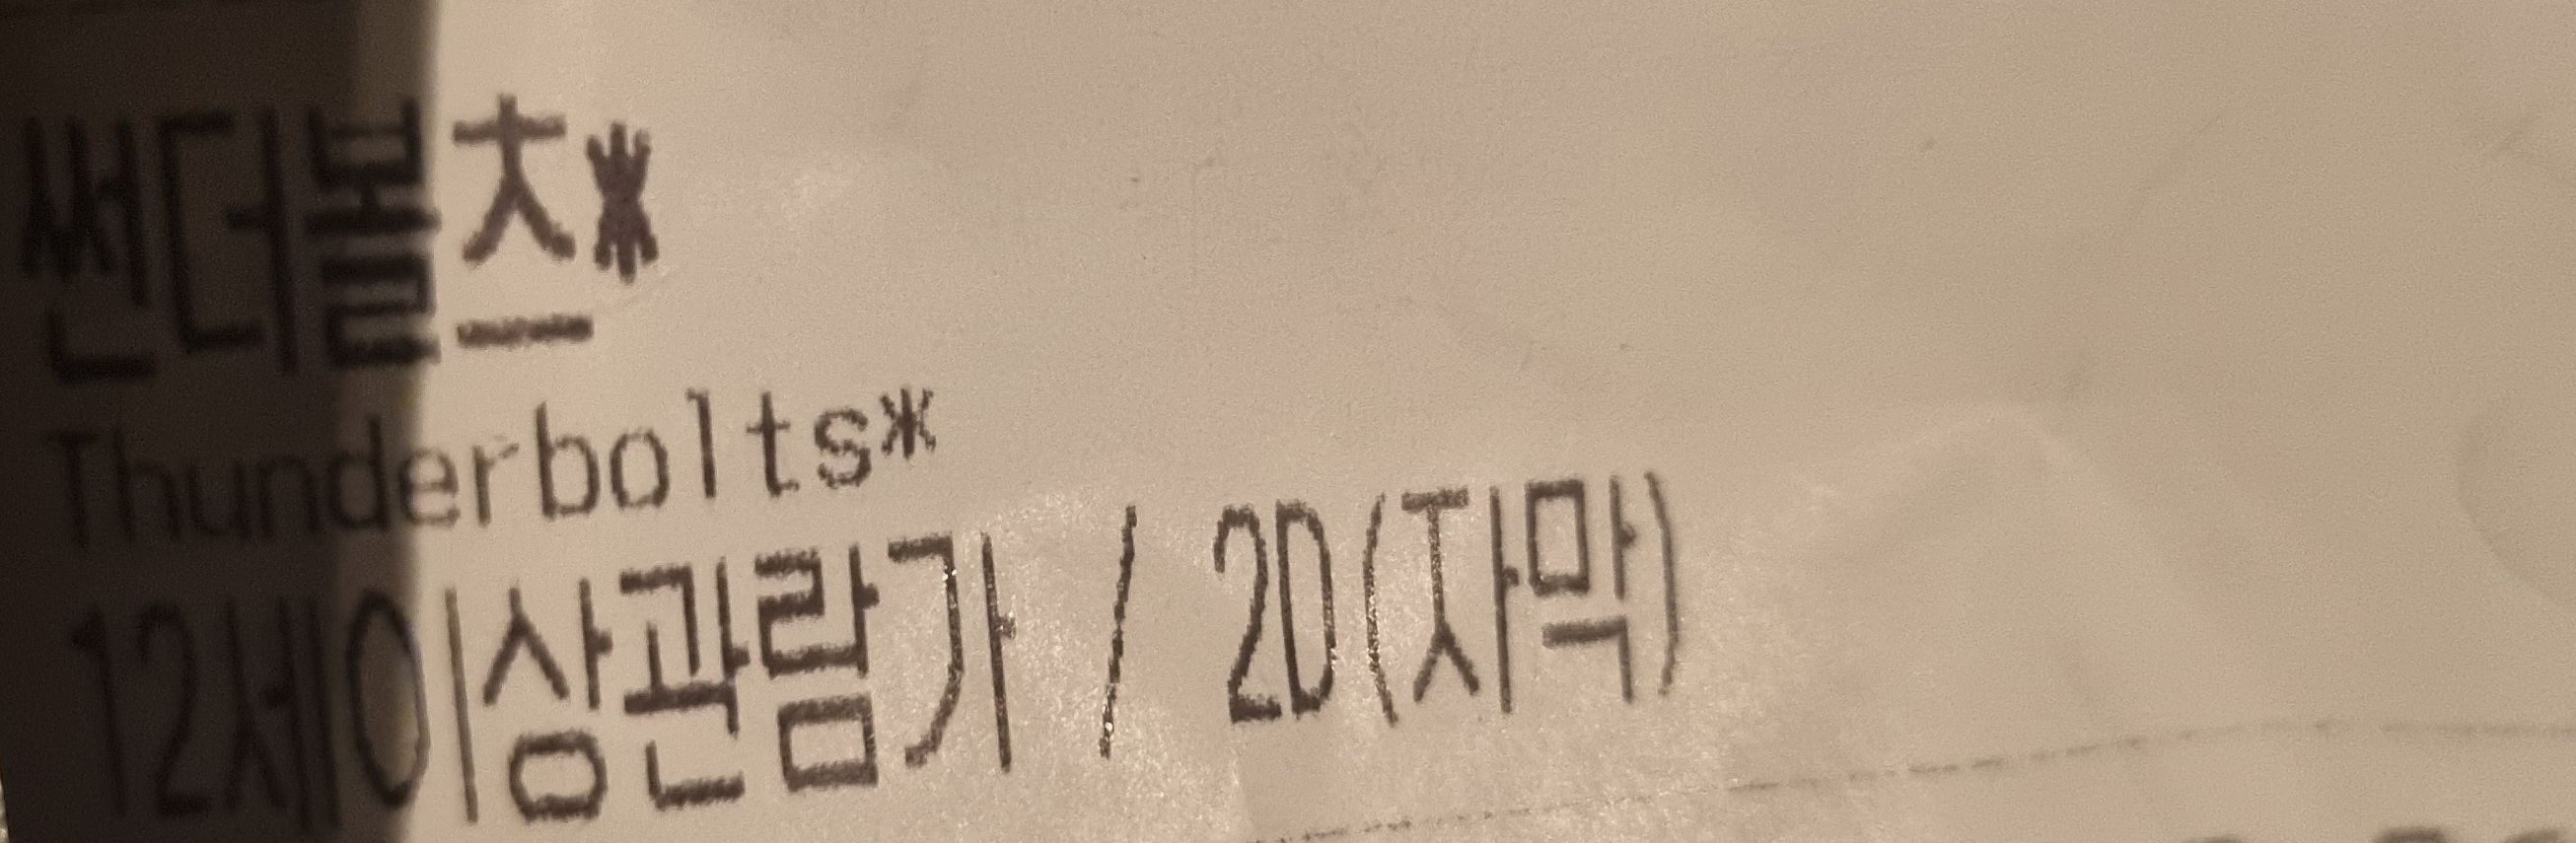 썬더볼츠*
Thunderbolts*
12세이상관람가 / 2D(자막)